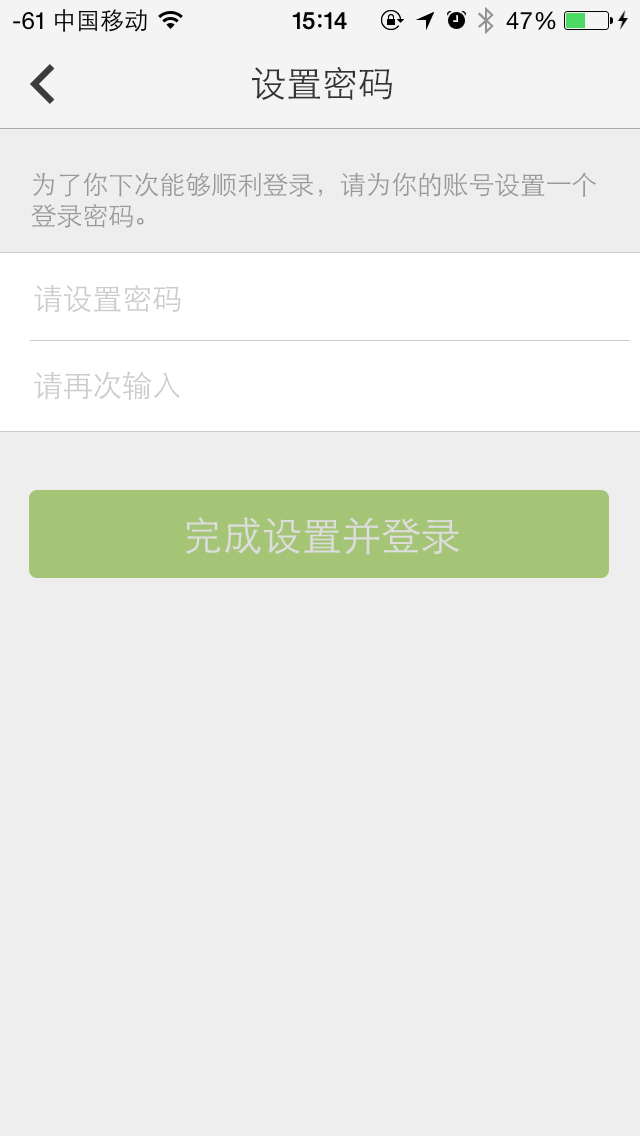 -61 中国移动 15:14 47%
设置密码
为了你下次能够顺利登录，请为你的账号设置一个
登录密码。
请设置密码
请再次输入
完成设置并登录